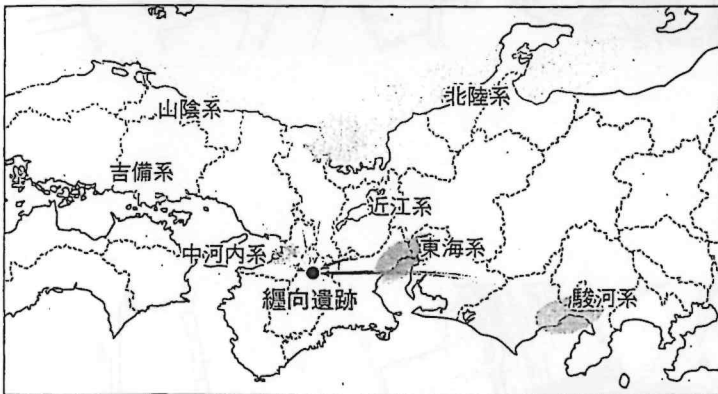 北陸系
山陰系
吉備系
近江系
中河内系
東海系
纒向遺跡
駿河系